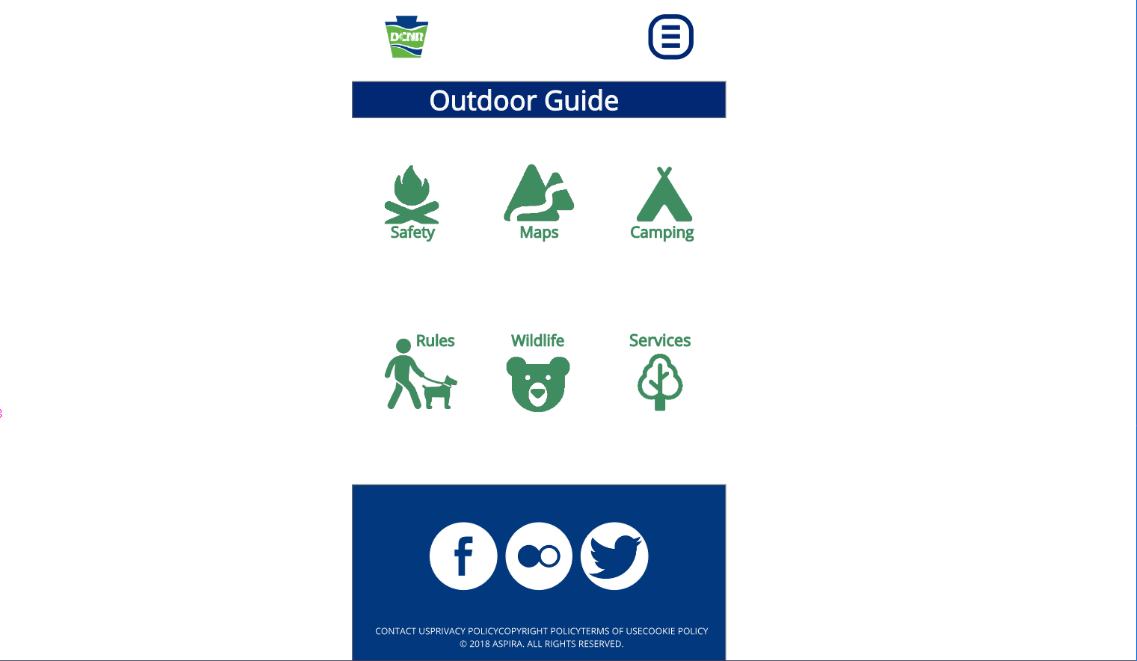 DCNR
Outdoor Guide
Safety
Maps
Camping
Rules
Wildlife
Services
CONTACT USPRIVACY POLICYCOPYRIGHT POLICYTERMS OF USECOOKIE POLICY
© 2018 ASPIRA. ALL RIGHTS RESERVED.